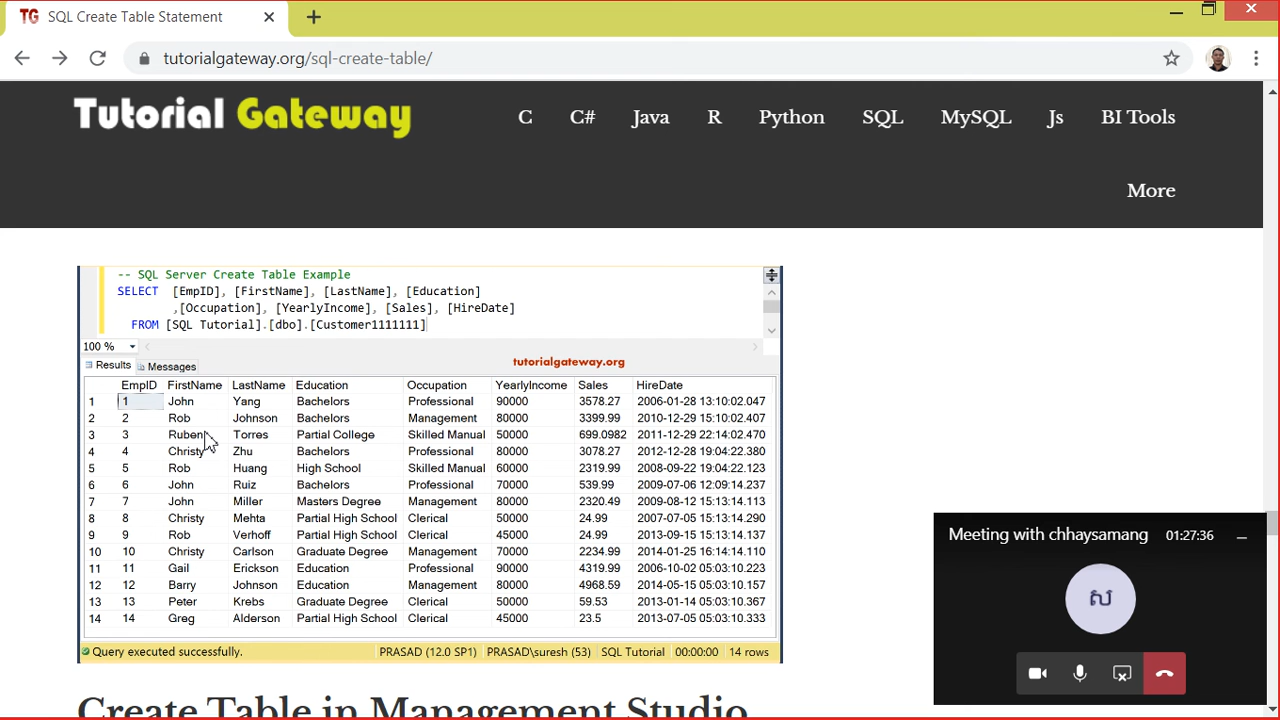 TG SQL Create Table Statement
tutorialgateway.org/sql-create-table/
Tutorial Gateway
C C# Java R Python SQL MySQL Js BI Tools
More
-- SQL Server Create Table Example
SELECT [EmpID], [FirstName], [LastName], [Education]
,[Occupation], [YearlyIncome], [Sales], [HireDate]
FROM [SQL Tutorial].[dbo].[Customer1111111]
100 %
Results Messages tutorialgateway.org
EmpID FirstName LastName Education Occupation YearlyIncome Sales HireDate
1 1 John Yang Bachelors Professional 90000 3578.27 2006-01-28 13:10:02.047
2 2 Rob Johnson Bachelors Management 80000 3399.99 2010-12-29 15:10:02.407
3 3 Ruben Torres Partial College Skilled Manual 50000 699.0982 2011-12-29 22:14:02.470
4 4 Christy Zhu Bachelors Professional 80000 3078.27 2012-12-28 19:04:22.380
5 5 Rob Huang High School Skilled Manual 60000 2319.99 2008-09-22 19:04:22.123
6 6 John Ruiz Bachelors Professional 70000 539.99 2009-07-06 12:09:14.237
7 7 John Miller Masters Degree Management 80000 2320.49 2009-08-12 15:13:14.113
8 8 Christy Mehta Partial High School Clerical 50000 24.99 2007-07-05 15:13:14.290
9 9 Rob Verhoff Partial High School Clerical 45000 24.99 2013-09-15 15:13:14.137
10 10 Christy Carlson Graduate Degree Management 70000 2234.99 2014-01-25 16:14:14.110
11 11 Gail Erickson Education Professional 90000 4319.99 2006-10-02 05:03:10.223
12 12 Barry Johnson Education Management 80000 4968.59 2014-05-15 05:03:10.157
13 13 Peter Krebs Graduate Degree Clerical 50000 59.53 2013-01-14 05:03:10.367
14 14 Greg Alderson Partial High School Clerical 45000 23.5 2013-07-05 05:03:10.333
Query executed successfully. PRASAD (12.0 SP1) PRASAD\suresh (53) SQL Tutorial 00:00:00 14 rows
Create Table in Management Studio
Meeting with chhaysamang 01:27:36
ស